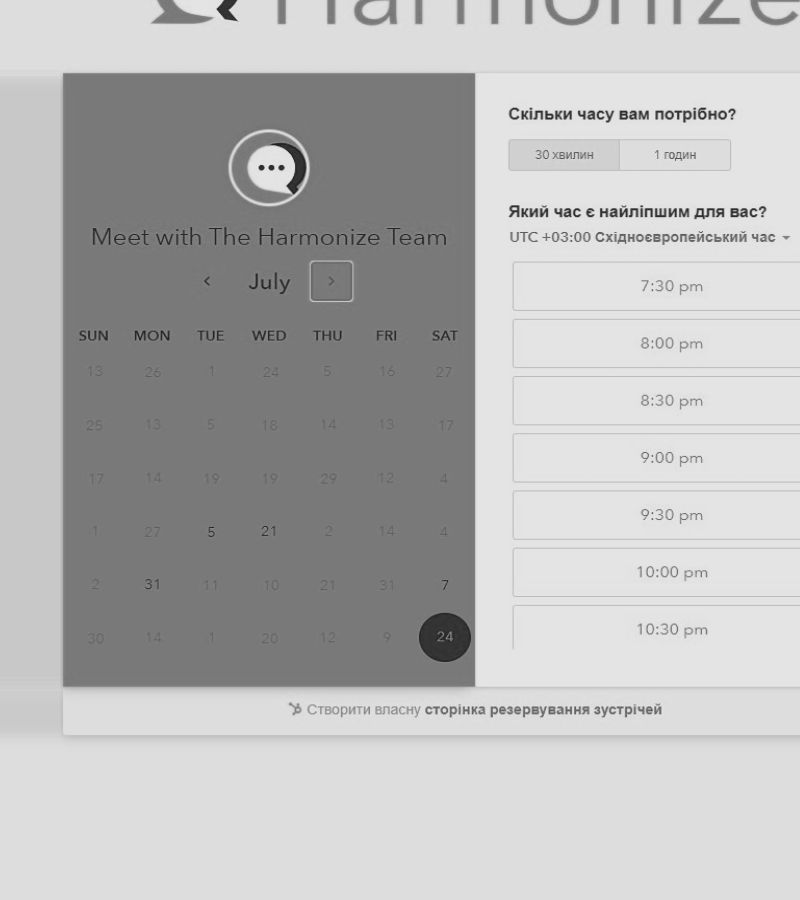 Harmonize
Meet with The Harmonize Team
July
SUN MON TUE WED THU FRI SAT
13 26 1 24 5 16 27
25 13 5 18 14 13 17
17 14 19 19 29 12 4
1 27 5 21 2 14 4
2 31 11 10 21 31 7
30 14 1 20 12 9 24
Скільки часу вам потрібно?
30 хвилин 1 годин
Який час є найліпшим для вас?
UTC +03:00 Східноєвропейський час
7:30 pm
8:00 pm
8:30 pm
9:00 pm
9:30 pm
10:00 pm
10:30 pm
Створити власну сторінка резервування зустрічей